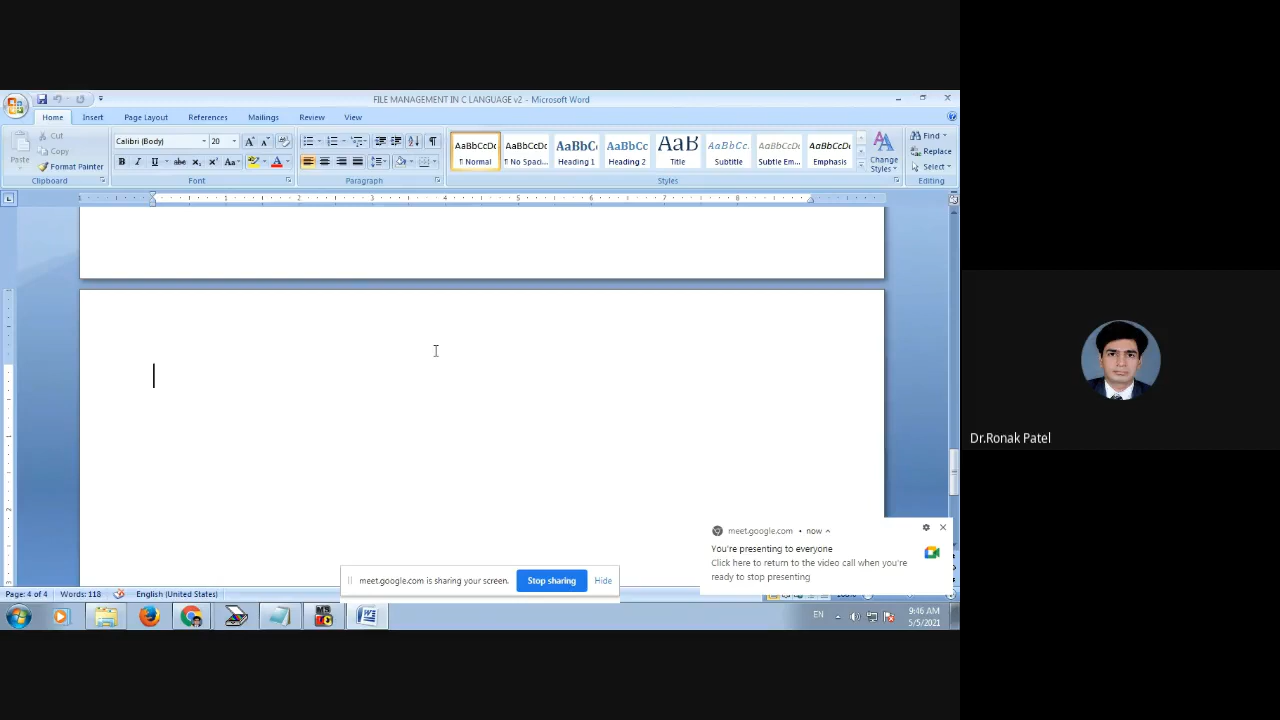 FILE MANAGEMENT IN C LANGUAGE v2 - Microsoft Word
Home Insert Page Layout References Mailings Review View
Paste
Cut
Copy
Format Painter
Clipboard
Calibri (Body) 20
Font
Paragraph
AaBbCcDc AaBbCcDc AaBbC AaBbCc AaB AaBbCc. AaBbCcDc AaBbCcDc
¶ Normal ¶ No Spaci... Heading 1 Heading 2 Title Subtitle Subtle Em... Emphasis
Change
Styles
Styles
Find
Replace
Select
Editing
Dr.Ronak Patel
meet.google.com • now
You're presenting to everyone
Click here to return to the video call when you're
ready to stop presenting
meet.google.com is sharing your screen. Stop sharing Hide
Page: 4 of 4 Words: 118 English (United States)
EN
9:46 AM
5/5/2021